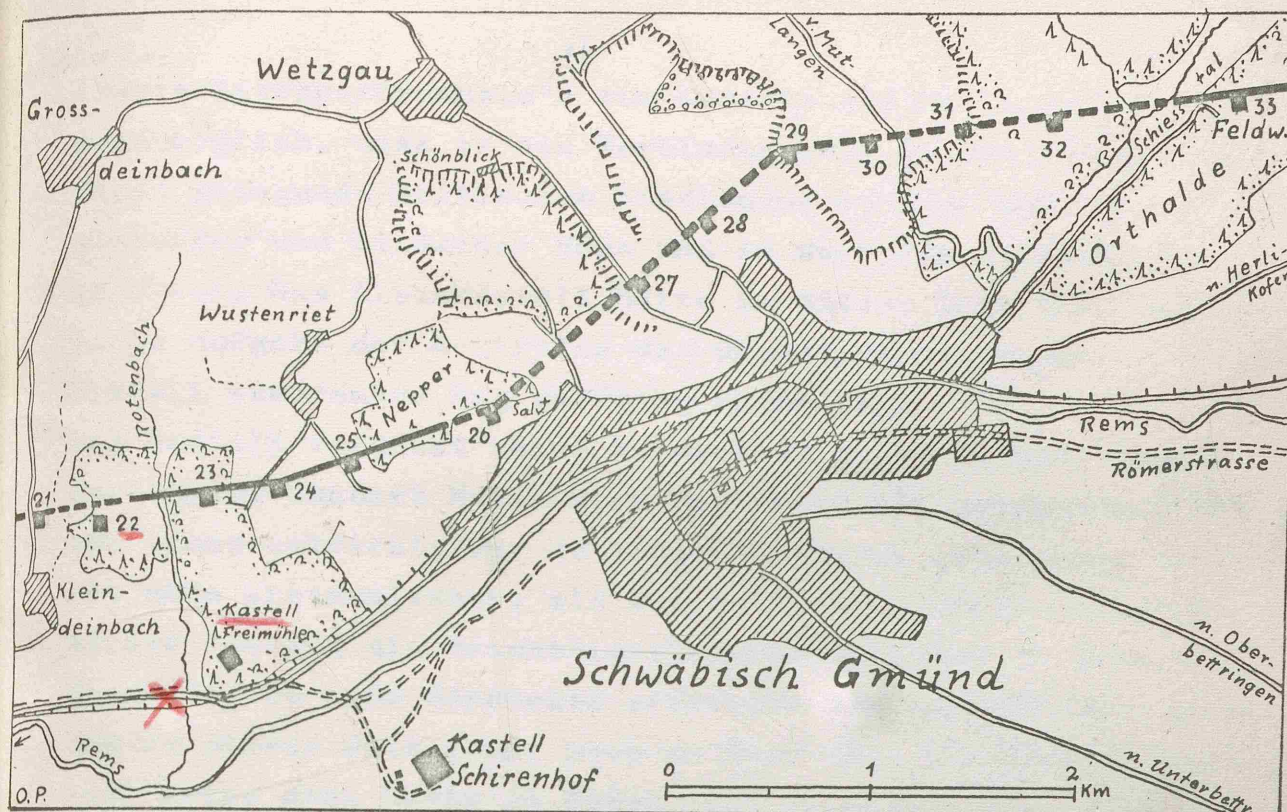 Wetzgau
Gross-
deinbach
Schönblick
v. Mut-
Langen
29
30
31
32
33
Feldw.
Schiess
tal
Orthalde
n. Herli-
Kofen
28
27
Wustenriet
Rotenbach
Nepper
Salv.
26
25
24
23
22
21
Rems
Römerstrasse
Klein-
deinbach
Kastell
Freimühle
Schwäbisch Gmünd
n. Ober-
bettringen
n. Unterbettr.
Kastell
Schirenhof
Rems
0 1 2
Km
O.P.